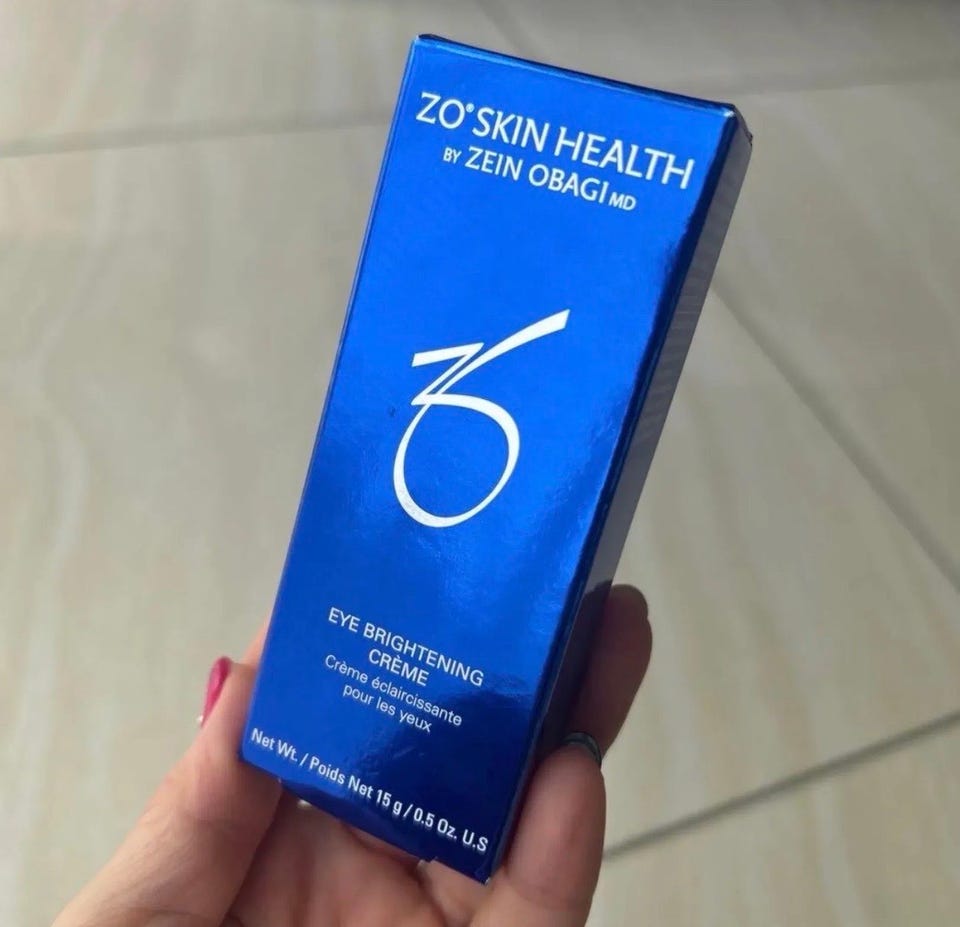 ZO® SKIN HEALTH
BY ZEIN OBAGI MD
EYE BRIGHTENING
CRÈME
Crème éclaircissante
pour les yeux
Net Wt. / Poids Net 15 g / 0.5 Oz. U.S